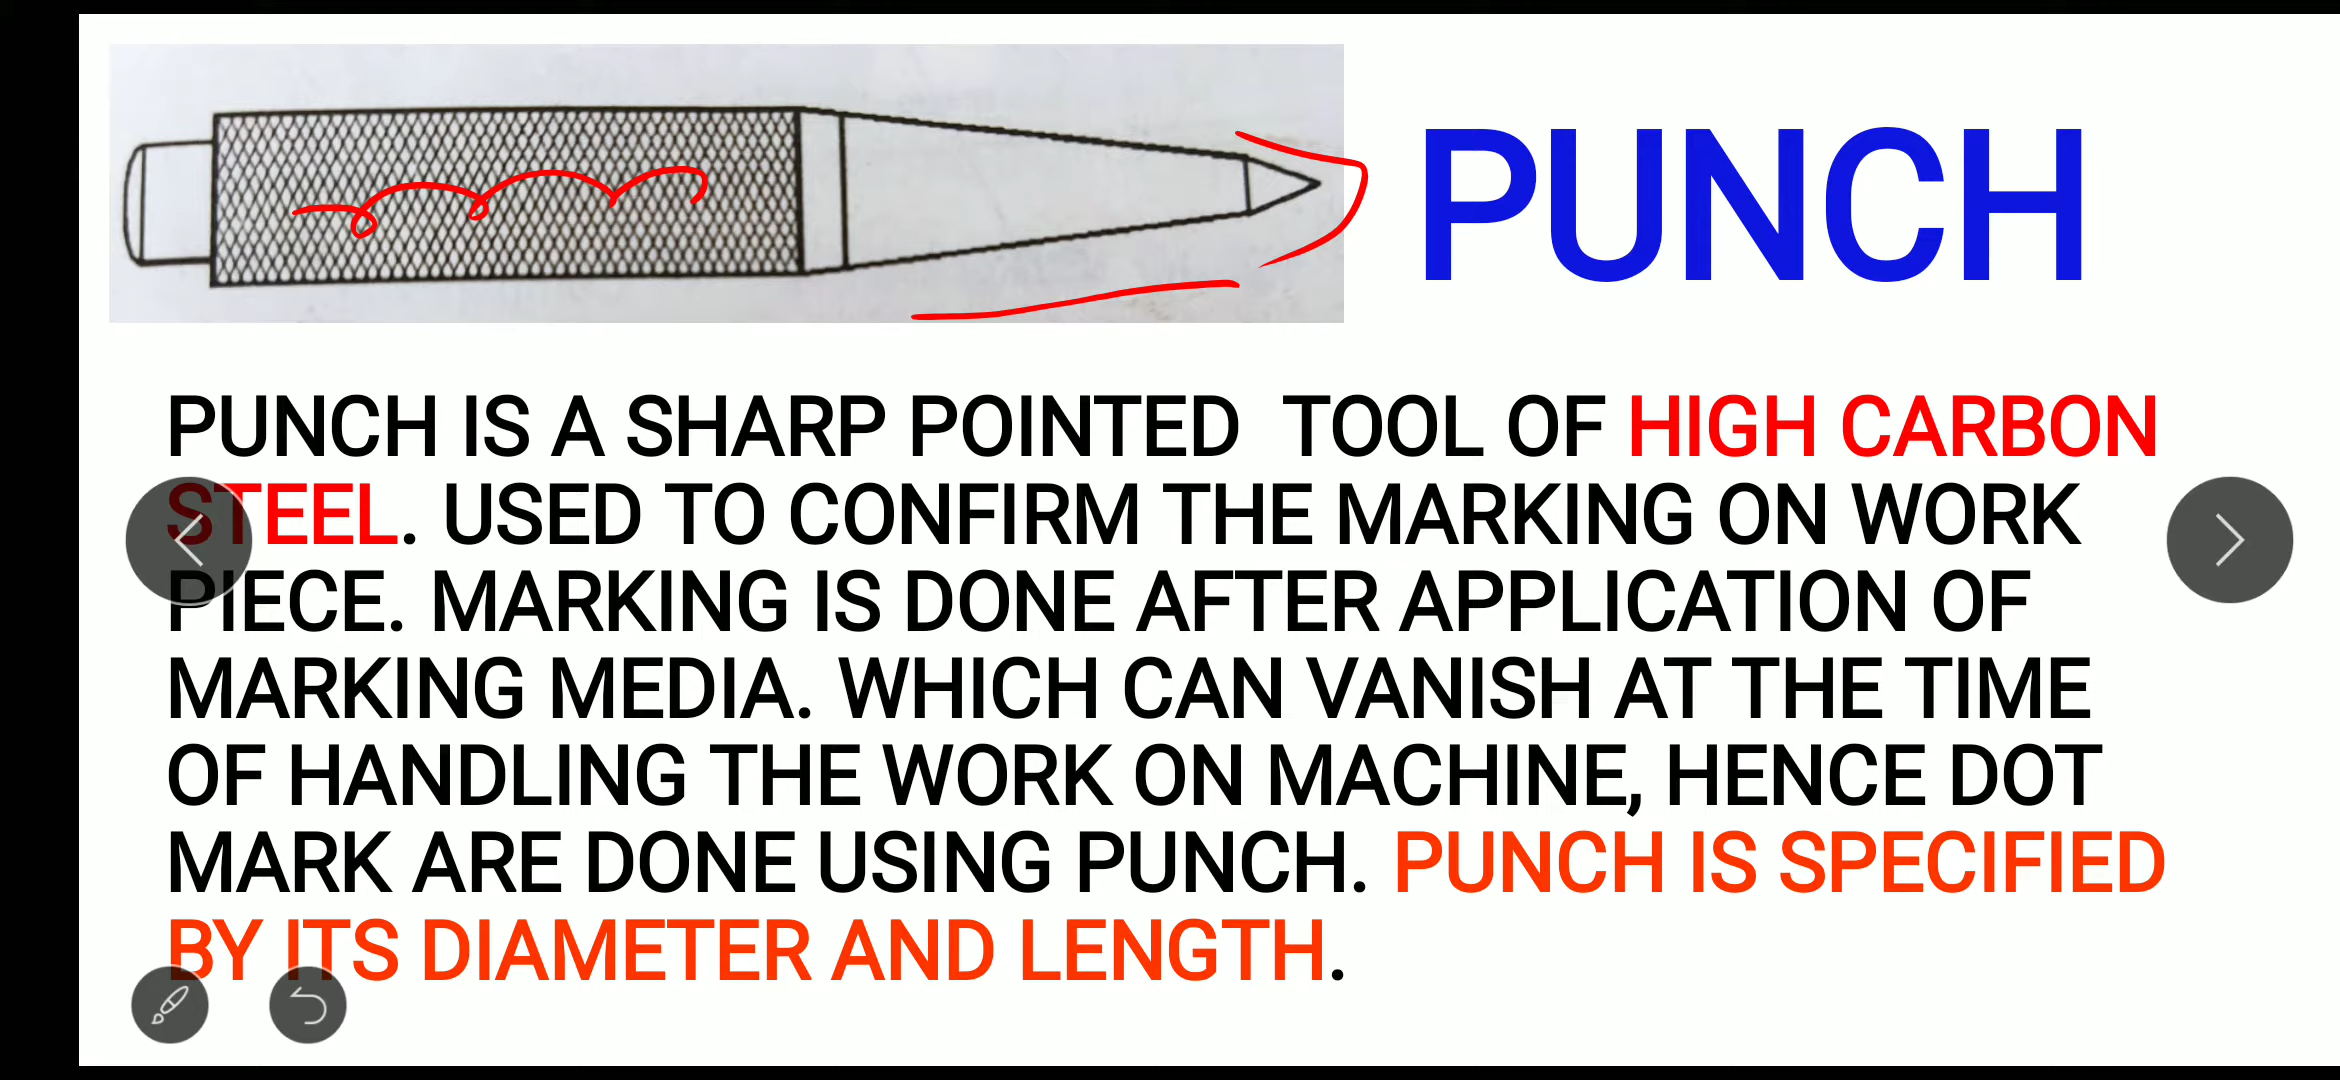 PUNCH
PUNCH IS A SHARP POINTED TOOL OF HIGH CARBON
STEEL. USED TO CONFIRM THE MARKING ON WORK
PIECE. MARKING IS DONE AFTER APPLICATION OF
MARKING MEDIA. WHICH CAN VANISH AT THE TIME
OF HANDLING THE WORK ON MACHINE, HENCE DOT
MARK ARE DONE USING PUNCH. PUNCH IS SPECIFIED
BY ITS DIAMETER AND LENGTH.